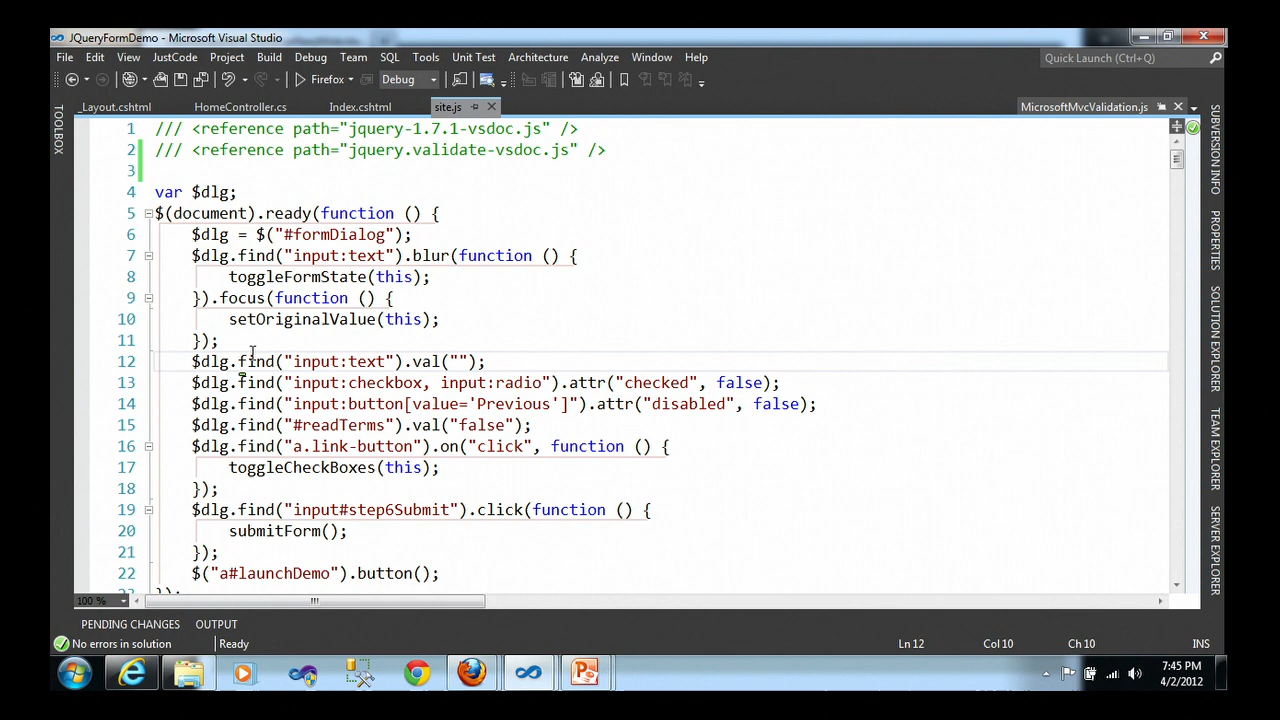 JQueryFormDemo - Microsoft Visual Studio
File Edit View JustCode Project Build Debug Team SQL Tools Unit Test Architecture Analyze Window Help
Quick Launch (Ctrl+Q)
Firefox Debug
_Layout.cshtml HomeController.cs Index.cshtml site.js MicrosoftMvcValidation.js
TOOLBOX
1 /// <reference path="jquery-1.7.1-vsdoc.js" />
2 /// <reference path="jquery.validate-vsdoc.js" />
3
4 var $dlg;
5 $(document).ready(function () {
6 $dlg = $("#formDialog");
7 $dlg.find("input:text").blur(function () {
8 toggleFormState(this);
9 }).focus(function () {
10 setOriginalValue(this);
11 });
12 $dlg.find("input:text").val("");
13 $dlg.find("input:checkbox, input:radio").attr("checked", false);
14 $dlg.find("input:button[value='Previous']").attr("disabled", false);
15 $dlg.find("#readTerms").val("false");
16 $dlg.find("a.link-button").on("click", function () {
17 toggleCheckBoxes(this);
18 });
19 $dlg.find("input#step6Submit").click(function () {
20 submitForm();
21 });
22 $("a#launchDemo").button();
23 });
SUBVERSION INFO
PROPERTIES
SOLUTION EXPLORER
TEAM EXPLORER
SERVER EXPLORER
100 %
PENDING CHANGES OUTPUT
No errors in solution Ready Ln 12 Col 10 Ch 10 INS
7:45 PM
4/2/2012